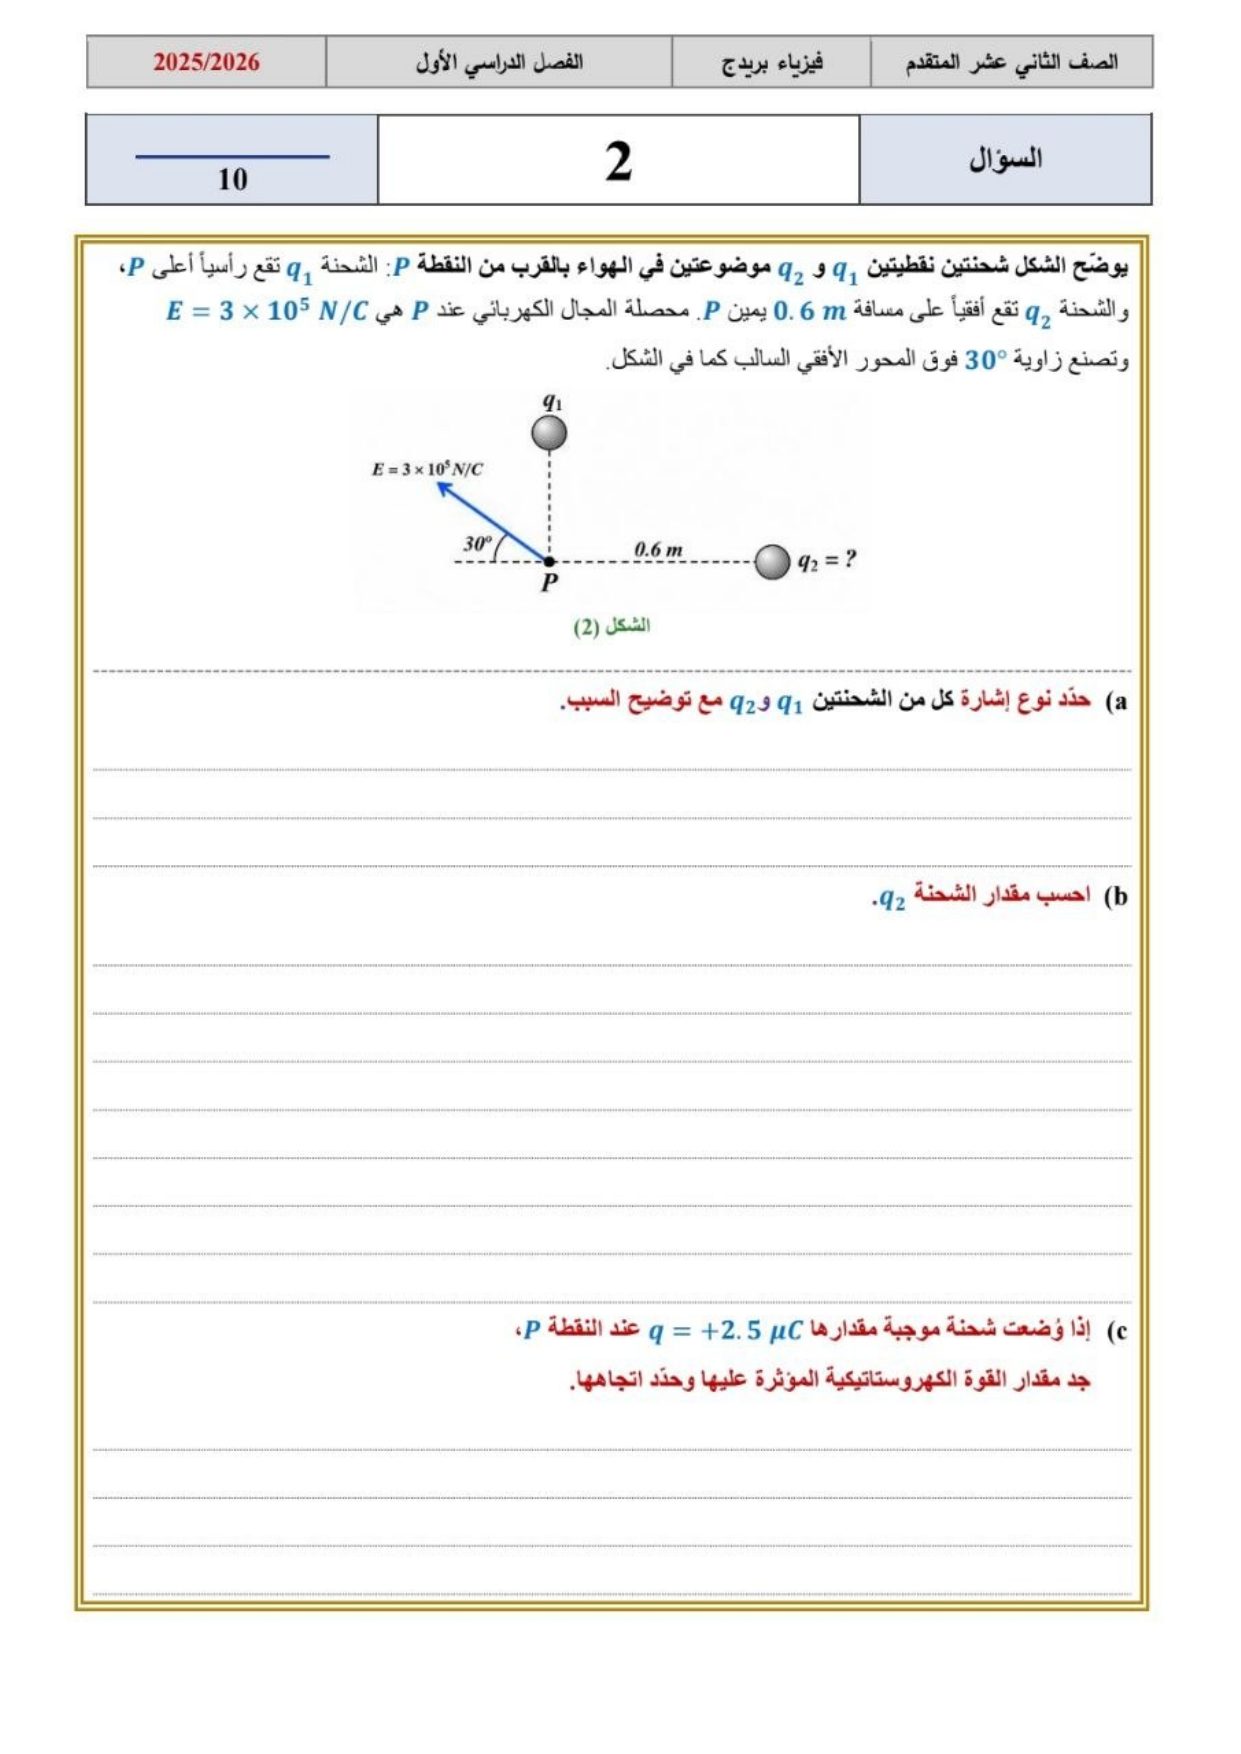 الصف الثاني عشر المتقدم فيزياء بريدج الفصل الدراسي الأول 2025/2026
السؤال 2 10
يوضّح الشكل شحنتين نقطيتين q₁ و q₂ موضوعتين في الهواء بالقرب من النقطة P: الشحنة q₁ تقع رأسياً أعلى P،
والشحنة q₂ تقع أفقياً على مسافة 0.6 m يمين P. محصلة المجال الكهربائي عند P هي E = 3 × 10⁵ N/C
وتصنع زاوية 30° فوق المحور الأفقي السالب كما في الشكل.
q₁
E = 3 × 10⁵ N/C
30°
0.6 m
q₂ = ?
P
الشكل (2)
a) حدّد نوع إشارة كل من الشحنتين q₁ وq₂ مع توضيح السبب.
b) احسب مقدار الشحنة q₂.
c) إذا وُضعت شحنة موجبة مقدارها q = +2.5 μC عند النقطة P،
جد مقدار القوة الكهروستاتيكية المؤثرة عليها وحدّد اتجاهها.